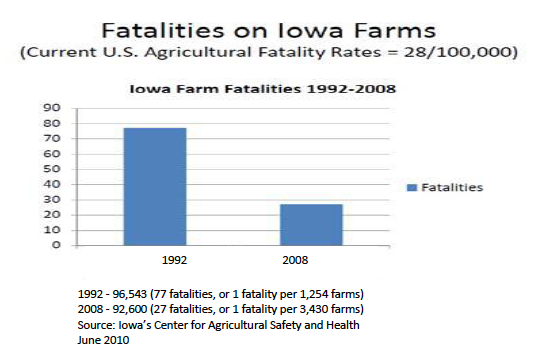 Fatalities on Iowa Farms
(Current U.S. Agricultural Fatality Rates = 28/100,000)
Iowa Farm Fatalities 1992-2008
90
80
70
60
50
40
30
20
10
0
Fatalities
1992
2008
1992 - 96,543 (77 fatalities, or 1 fatality per 1,254 farms)
2008 - 92,600 (27 fatalities, or 1 fatality per 3,430 farms)
Source: Iowa's Center for Agricultural Safety and Health
June 2010